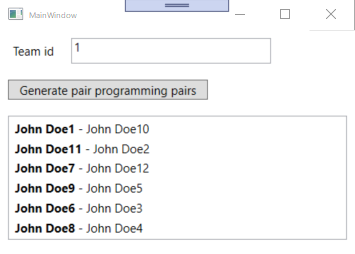 MainWindow
Team id 1
Generate pair programming pairs
John Doe1 - John Doe10
John Doe11 - John Doe2
John Doe7 - John Doe12
John Doe9 - John Doe5
John Doe6 - John Doe3
John Doe8 - John Doe4